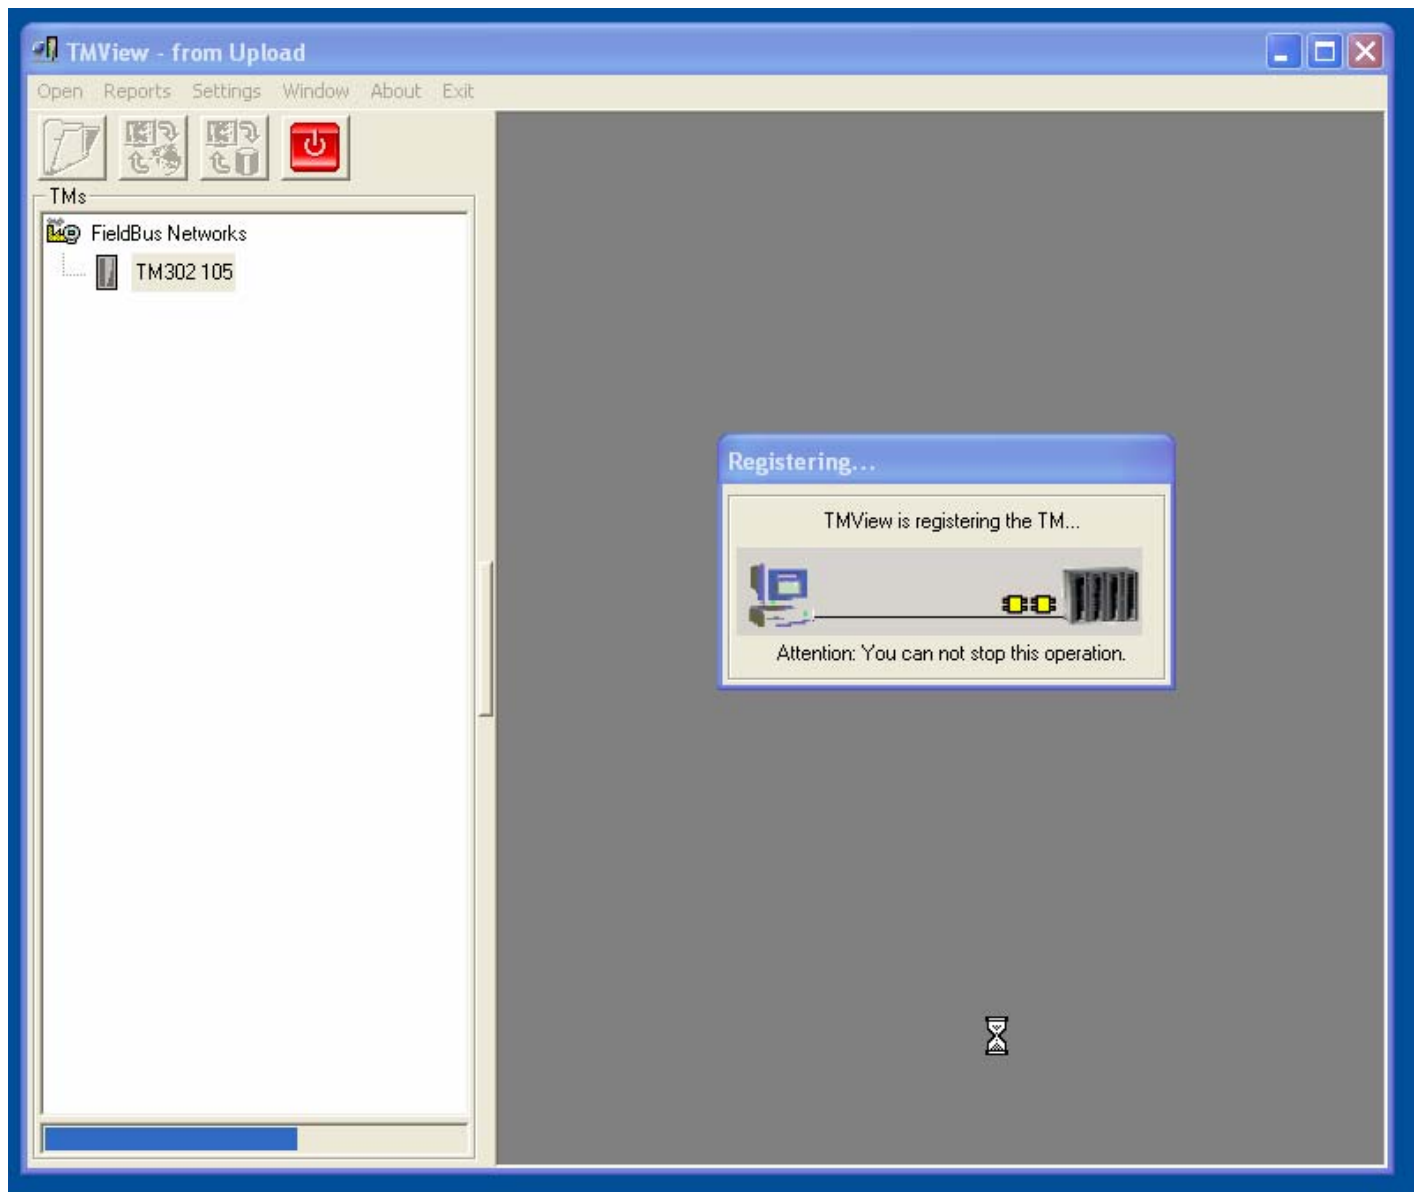 TMView - from Upload
Open Reports Settings Window About Exit
TMs
FieldBus Networks
TM302 105
Registering...
TMView is registering the TM...
Attention: You can not stop this operation.